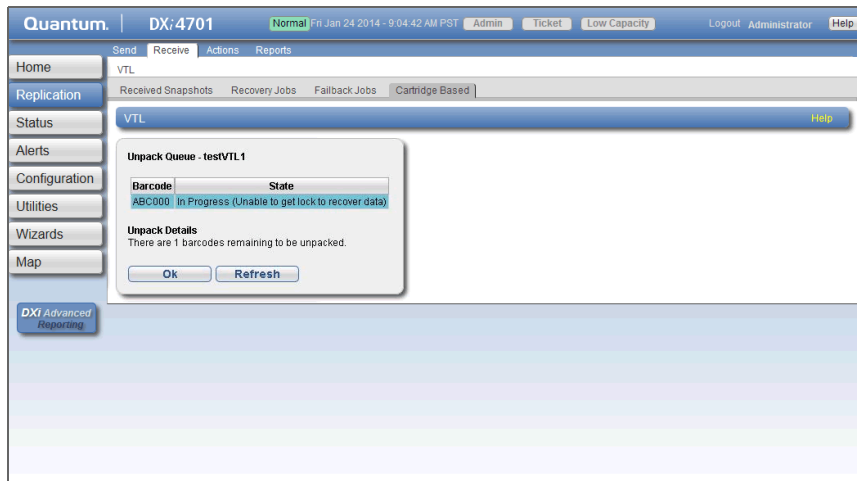 Quantum. DXi4701 Normal Fri Jan 24 2014 - 9:04:42 AM PST Admin Ticket Low Capacity Logout Administrator Help
Send Receive Actions Reports
Home
VTL
Replication
Received Snapshots Recovery Jobs Failback Jobs Cartridge Based
Status
VTL Help
Alerts
Unpack Queue - testVTL1
Configuration
Barcode State
Utilities
ABC000 In Progress (Unable to get lock to recover data)
Wizards
Unpack Details
There are 1 barcodes remaining to be unpacked.
Map
Ok Refresh
DXi Advanced
Reporting